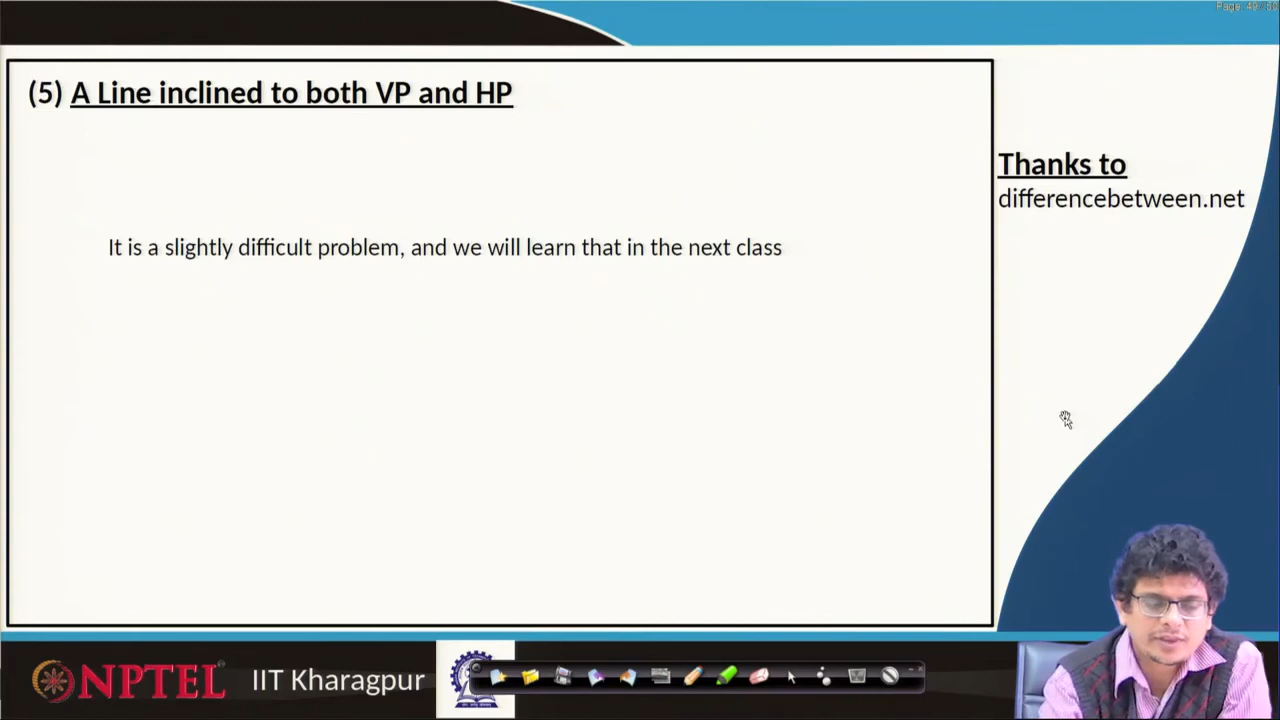 (5) A Line inclined to both VP and HP
Thanks to
differencebetween.net
It is a slightly difficult problem, and we will learn that in the next class
NPTEL
IIT Kharagpur